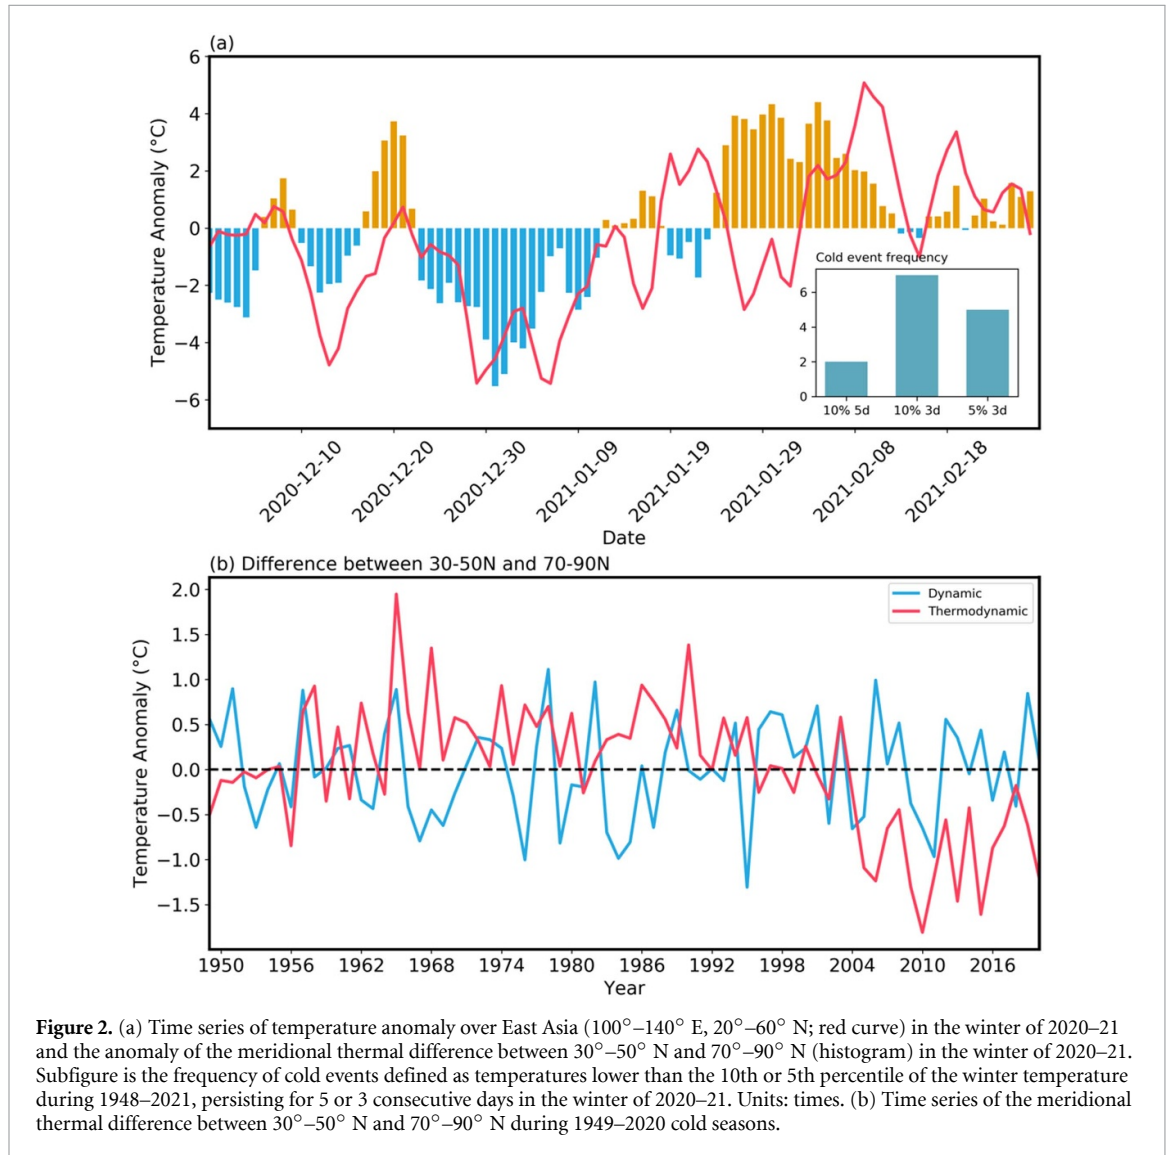 (a)
6
4
2
0
−2
−4
−6
Temperature Anomaly (°C)
Cold event frequency
6
4
2
0
10% 5d
10% 3d
5% 3d
2020-12-10
2020-12-20
2020-12-30
2021-01-09
2021-01-19
2021-01-29
2021-02-08
2021-02-18
Date
(b) Difference between 30-50N and 70-90N
2.0
1.5
1.0
0.5
0.0
−0.5
−1.0
−1.5
Temperature Anomaly (°C)
Dynamic
Thermodynamic
1950 1956 1962 1968 1974 1980 1986 1992 1998 2004 2010 2016
Year
Figure 2. (a) Time series of temperature anomaly over East Asia (100°–140° E, 20°–60° N; red curve) in the winter of 2020–21
and the anomaly of the meridional thermal difference between 30°–50° N and 70°–90° N (histogram) in the winter of 2020–21.
Subfigure is the frequency of cold events defined as temperatures lower than the 10th or 5th percentile of the winter temperature
during 1948–2021, persisting for 5 or 3 consecutive days in the winter of 2020–21. Units: times. (b) Time series of the meridional
thermal difference between 30°–50° N and 70°–90° N during 1949–2020 cold seasons.